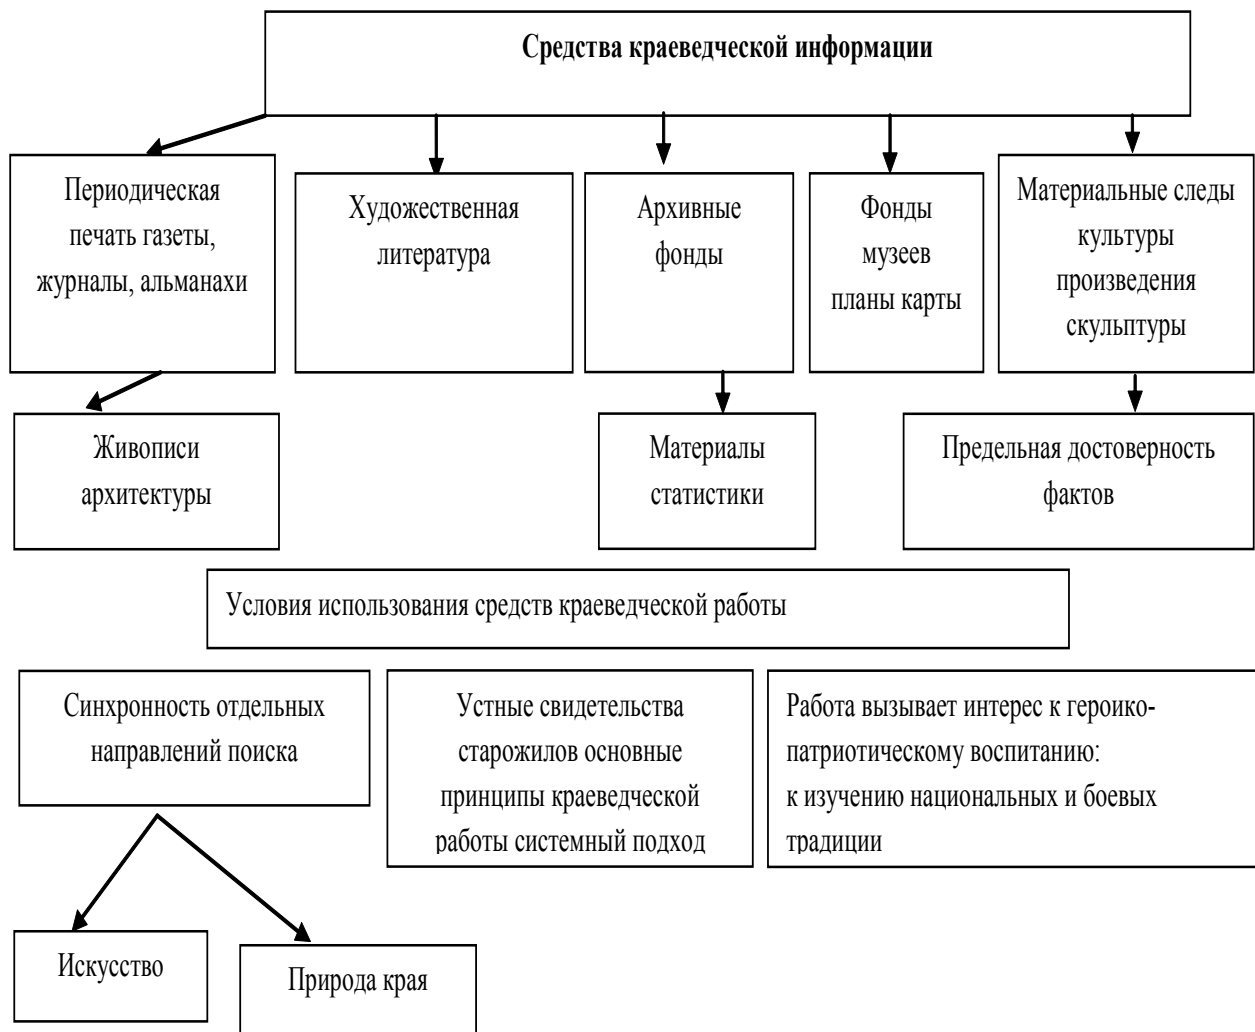 Средства краеведческой информации
Периодическая
печать газеты,
журналы, альманахи
Художественная
литература
Архивные
фонды
Фонды
музеев
планы карты
Материальные следы
культуры
произведения
скульптуры
Живописи
архитектуры
Материалы
статистики
Предельная достоверность
фактов
Условия использования средств краеведческой работы
Синхронность отдельных
направлений поиска
Устные свидетельства
старожилов основные
принципы краеведческой
работы системный подход
Работа вызывает интерес к героико-
патриотическому воспитанию:
к изучению национальных и боевых
традиции
Искусство
Природа края